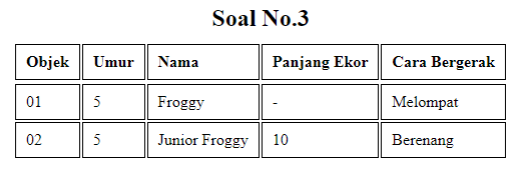 Soal No.3
Objek Umur Nama Panjang Ekor Cara Bergerak
01 5 Froggy - Melompat
02 5 Junior Froggy 10 Berenang